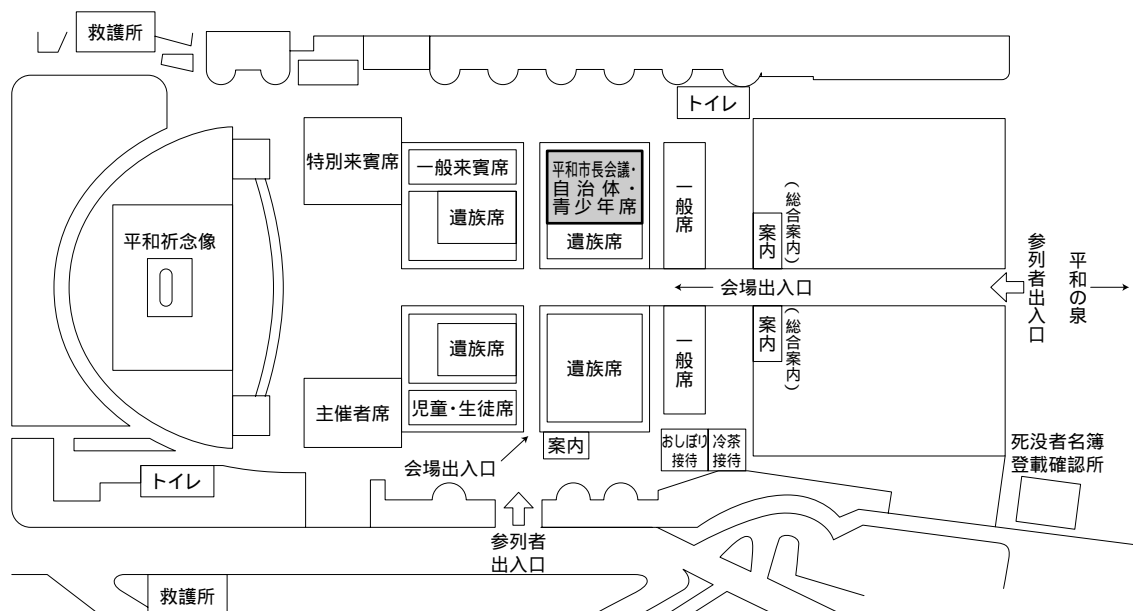 救護所
トイレ
特別来賓席
一般来賓席
遺族席
平和市長会議・
自治体・
青少年席
遺族席
一般席
案内
（総合案内）
平和祈念像
会場出入口
参列者出入口
平和の泉
遺族席
児童・生徒席
主催者席
遺族席
一般席
案内
（総合案内）
案内
おしぼり
接待
冷茶
接待
死没者名簿
登載確認所
会場出入口
トイレ
参列者
出入口
救護所